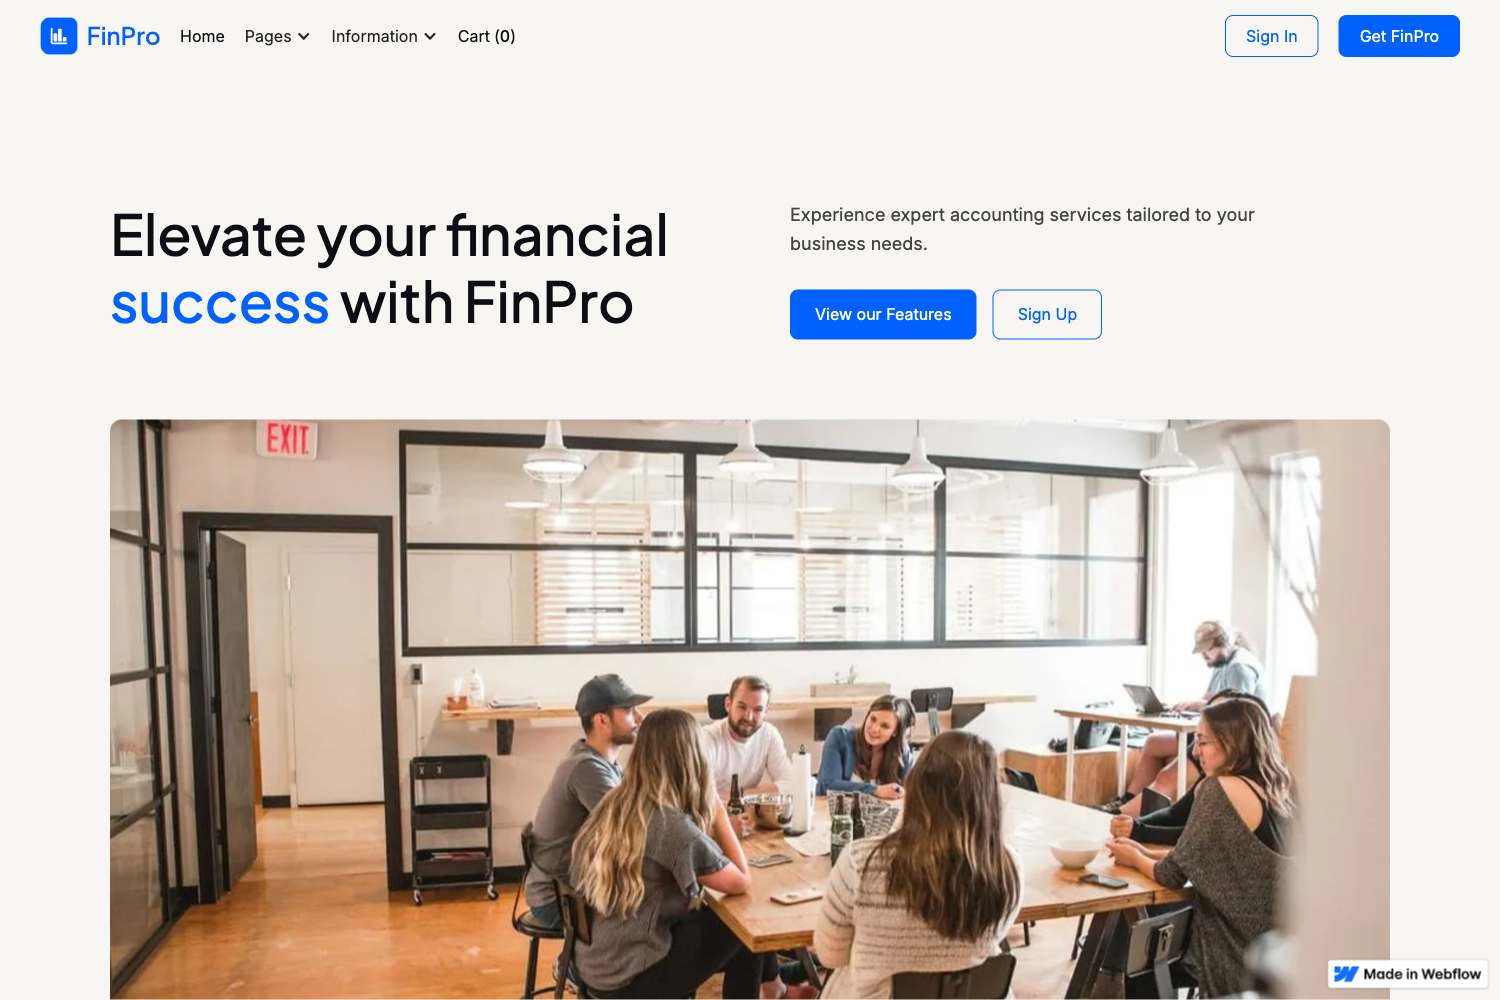 FinPro
Home
Pages
Information
Cart (0)
Sign In
Get FinPro
Elevate your financial
success with FinPro
Experience expert accounting services tailored to your
business needs.
View our Features
Sign Up
EXIT
Made in Webflow